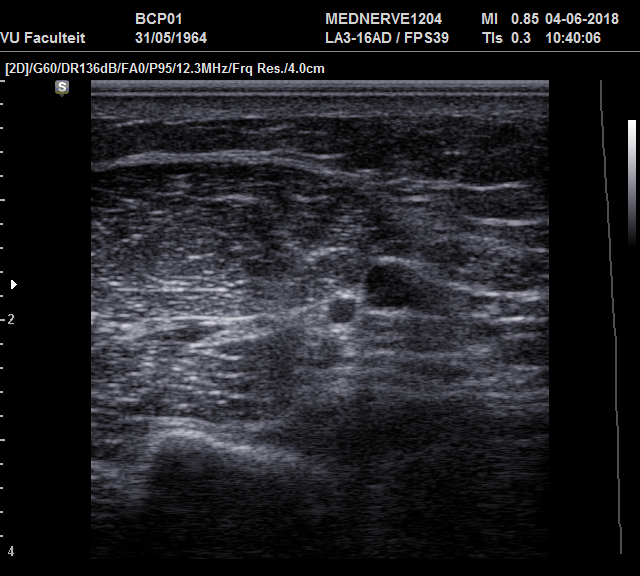 BCP01 MEDNERVE1204 MI 0.85 04-06-2018
VU Faculteit 31/05/1964 LA3-16AD / FPS39 TIs 0.3 10:40:06
[2D]/G60/DR136dB/FA0/P95/12.3MHz/Frq Res./4.0cm
S
2
4